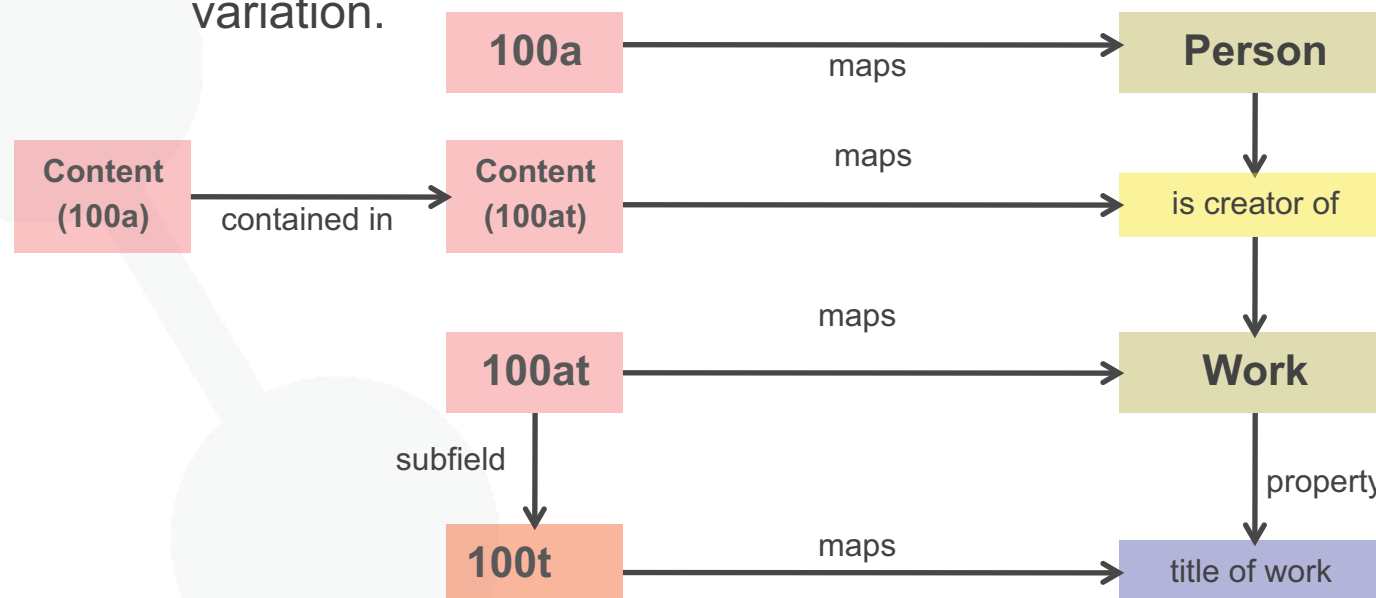 variation.
100a
maps
Person
Content
(100a)
contained in
Content
(100at)
maps
is creator of
100at
maps
Work
subfield
property
100t
maps
title of work